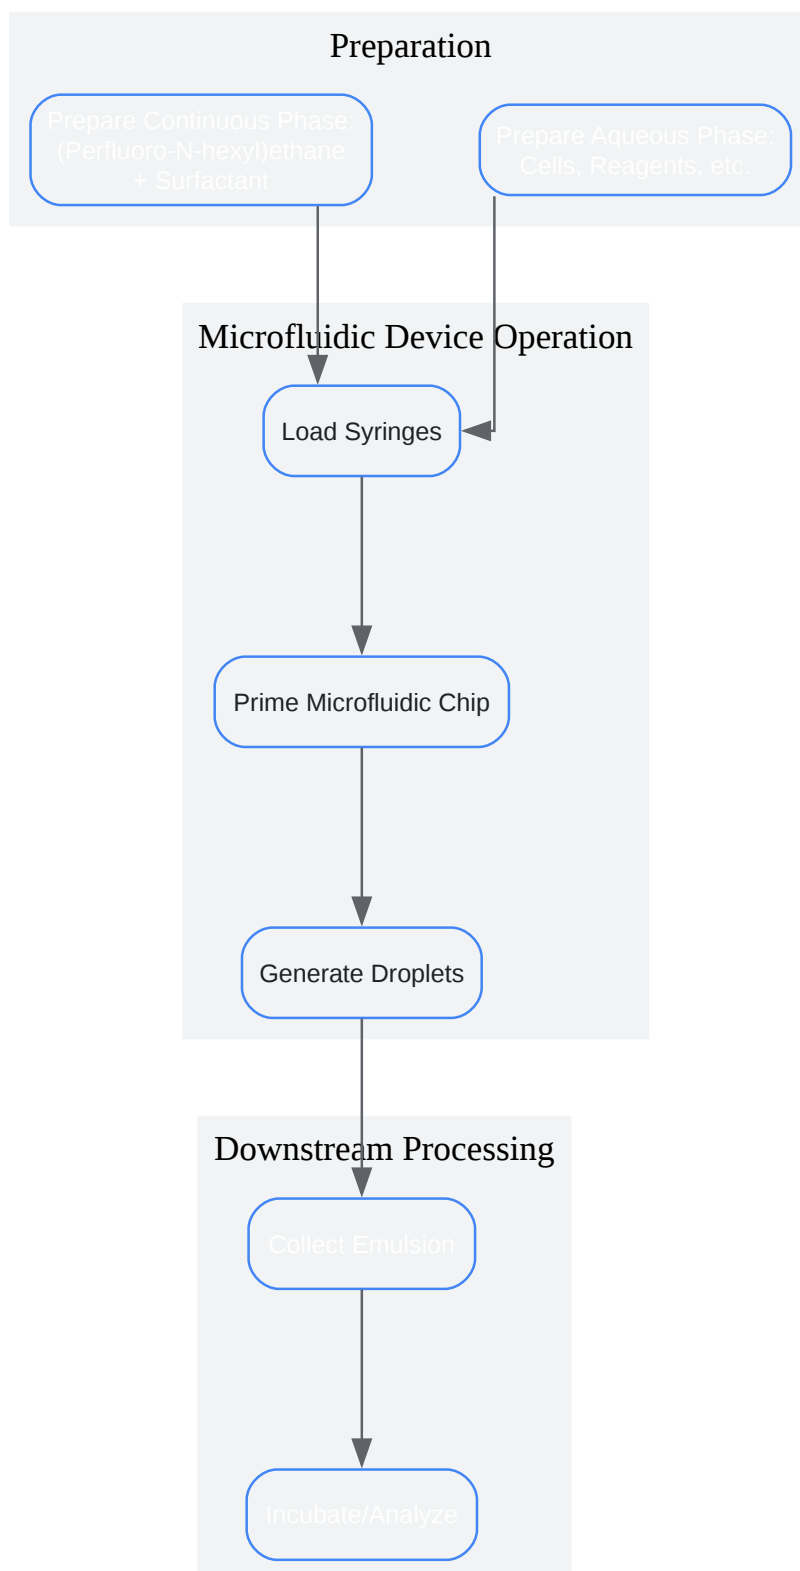 Preparation
Prepare Continuous Phase:
(Perfluoro-N-hexyl)ethane
+ Surfactant
Prepare Aqueous Phase:
Cells, Reagents, etc.
Microfluidic Device Operation
Load Syringes
Prime Microfluidic Chip
Generate Droplets
Downstream Processing
Collect Emulsion
Incubate/Analyze